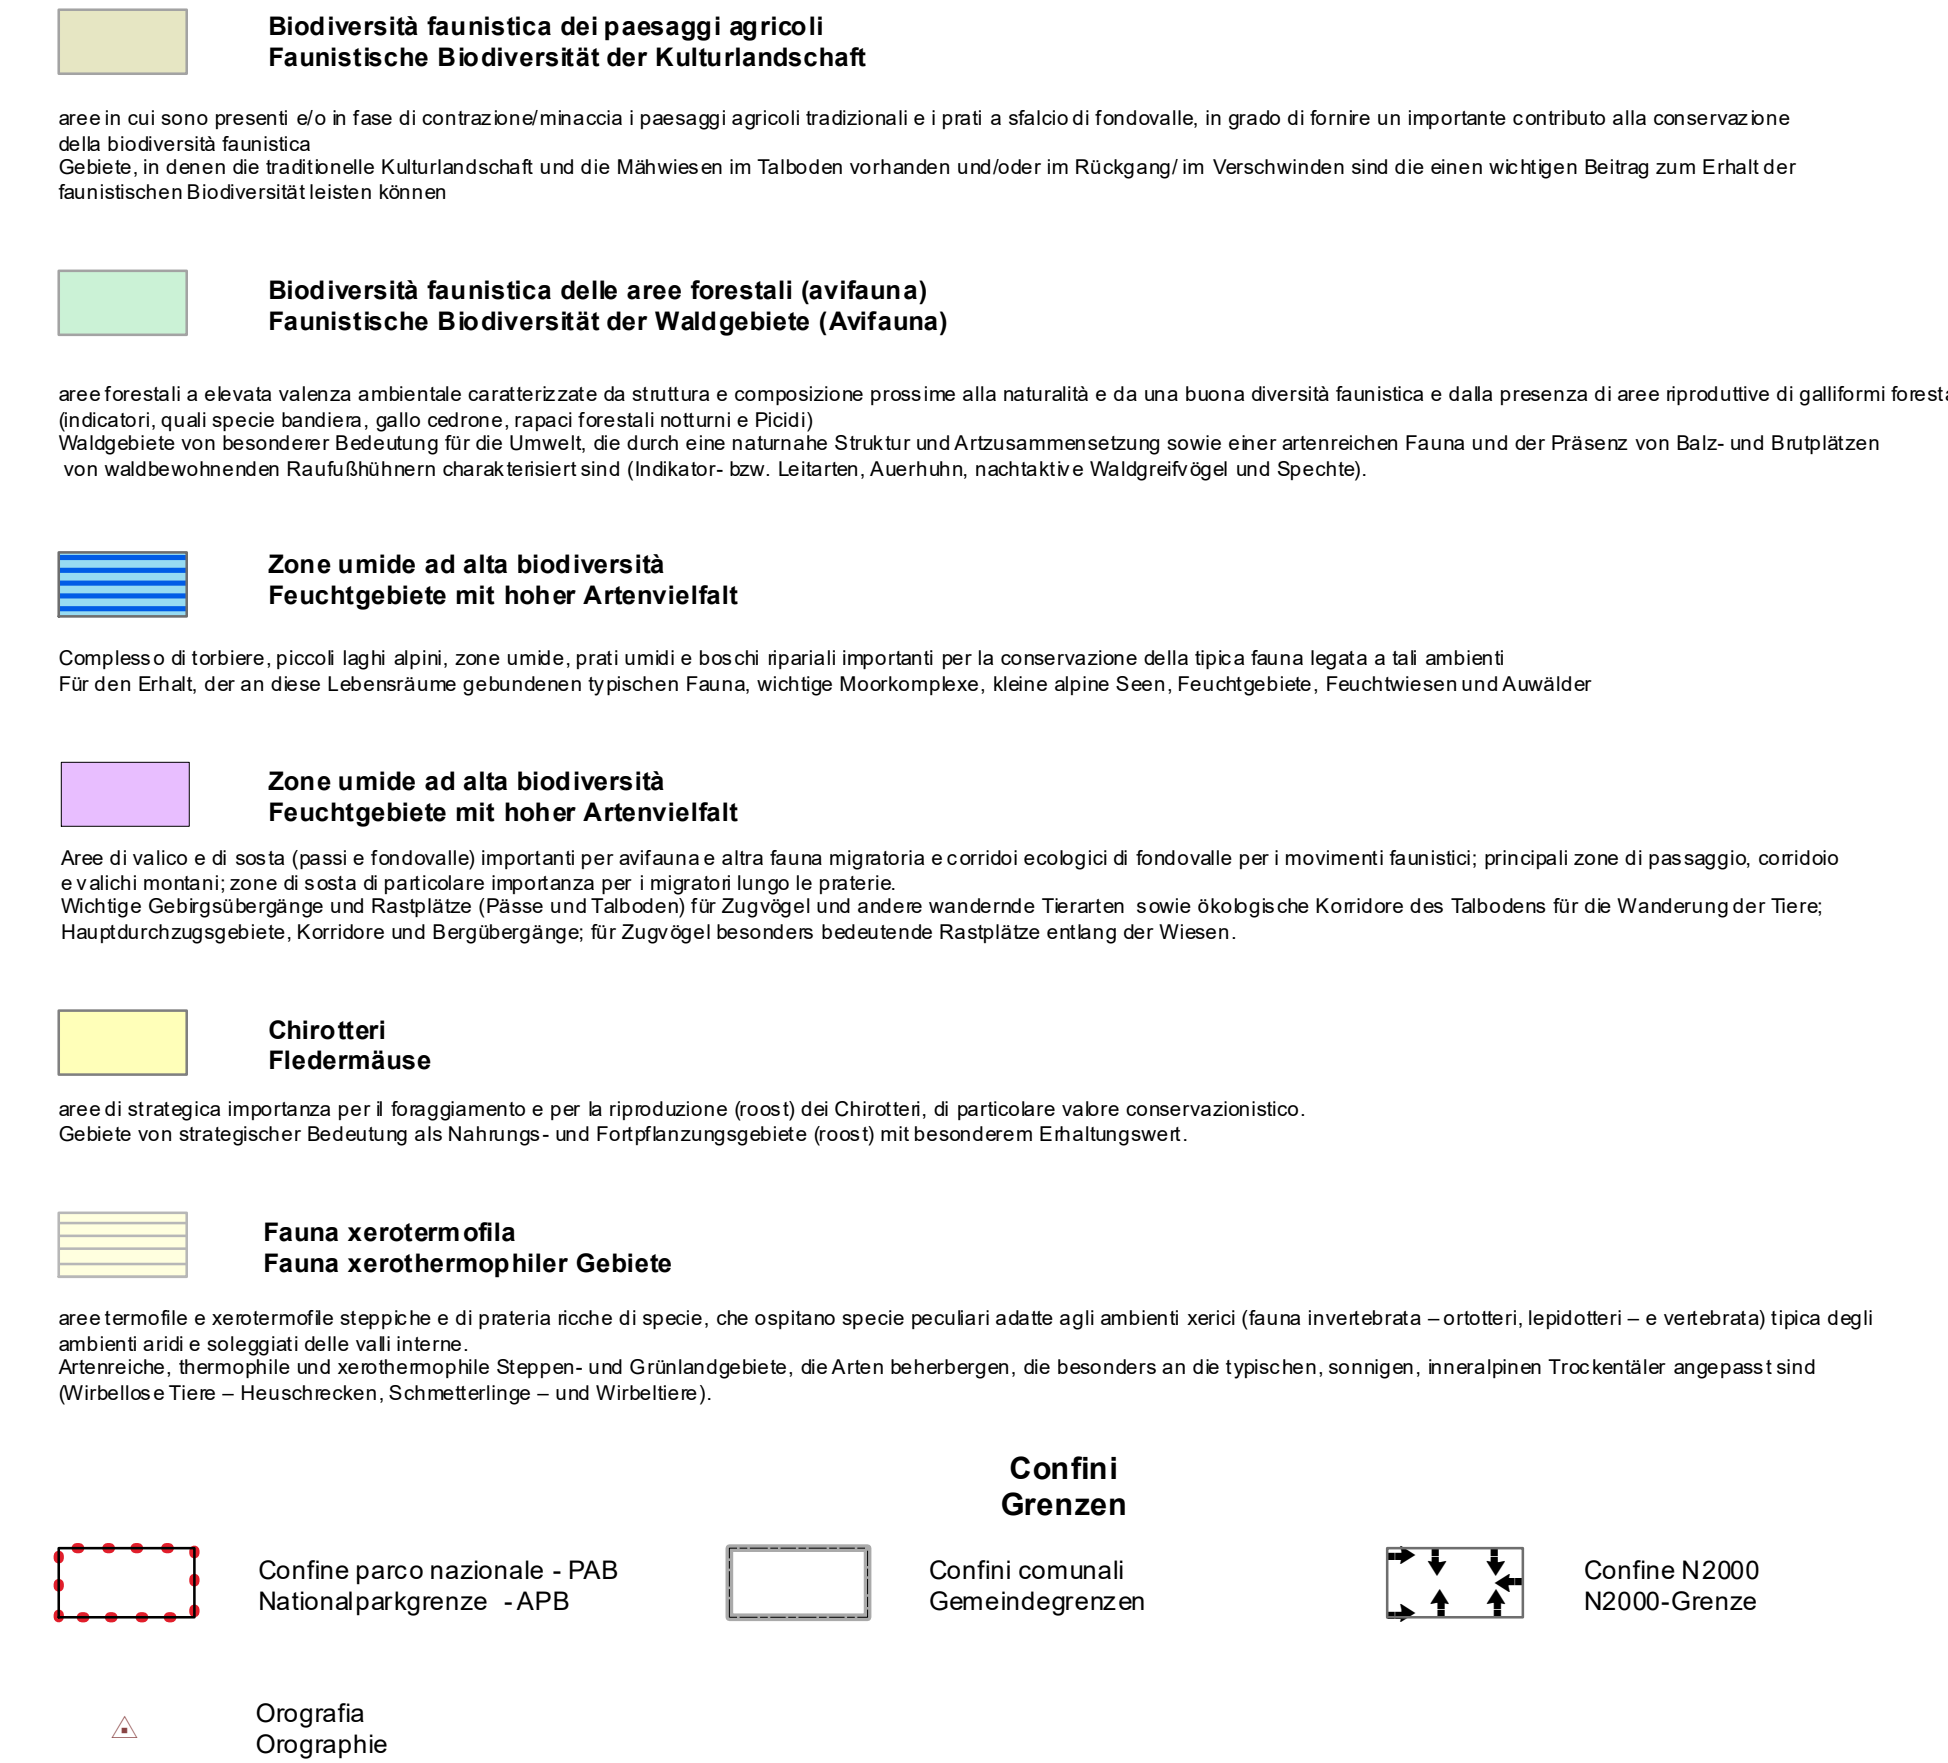 Biodiversità faunistica dei paesaggi agricoli
Faunistische Biodiversität der Kulturlandschaft
aree in cui sono presenti e/o in fase di contrazione/minaccia i paesaggi agricoli tradizionali e i prati a sfalcio di fondovalle, in grado di fornire un importante contributo alla conservazione
della biodiversità faunistica
Gebiete, in denen die traditionelle Kulturlandschaft und die Mähwiesen im Talboden vorhanden und/oder im Rückgang/ im Verschwinden sind die einen wichtigen Beitrag zum Erhalt der
faunistischen Biodiversität leisten können
Biodiversità faunistica delle aree forestali (avifauna)
Faunistische Biodiversität der Waldgebiete (Avifauna)
aree forestali a elevata valenza ambientale caratterizzate da struttura e composizione prossime alla naturalità e da una buona diversità faunistica e dalla presenza di aree riproduttive di galliformi
(indicatori, quali specie bandiera, gallo cedrone, rapaci forestali notturni e Picidi)
Waldgebiete von besonderer Bedeutung für die Umwelt, die durch eine naturnahe Struktur und Artzusammensetzung sowie einer artenreichen Fauna und der Präsenz von Balz- und Brutplätzen
von waldbewohnenden Raufußhühnern charakterisiert sind (Indikator- bzw. Leitarten, Auerhuhn, nachtaktive Waldgreifvögel und Spechte).
Zone umide ad alta biodiversità
Feuchtgebiete mit hoher Artenvielfalt
Complesso di torbiere, piccoli laghi alpini, zone umide, prati umidi e boschi ripariali importanti per la conservazione della tipica fauna legata a tali ambienti
Für den Erhalt, der an diese Lebensräume gebundenen typischen Fauna, wichtige Moorkomplexe, kleine alpine Seen, Feuchtgebiete, Feuchtwiesen und Auwälder
Zone umide ad alta biodiversità
Feuchtgebiete mit hoher Artenvielfalt
Aree di valico e di sosta (passi e fondovalle) importanti per avifauna e altra fauna migratoria e corridoi ecologici di fondovalle per i movimenti faunistici; principali zone di passaggio, corridoio
e valichi montani; zone di sosta di particolare importanza per i migratori lungo le praterie.
Wichtige Gebirgsübergänge und Rastplätze (Pässe und Talboden) für Zugvögel und andere wandernde Tierarten sowie ökologische Korridore des Talbodens für die Wanderung der Tiere;
Hauptdurchzugsgebiete, Korridore und Bergübergänge; für Zugvögel besonders bedeutende Rastplätze entlang der Wiesen.
Chirotteri
Fledermäuse
aree di strategica importanza per il foraggiamento e per la riproduzione (roost) dei Chirotteri, di particolare valore conservazionistico.
Gebiete von strategischer Bedeutung als Nahrungs- und Fortpflanzungsgebiete (roost) mit besonderem Erhaltungswert.
Fauna xerotermofila
Fauna xerothermophiler Gebiete
aree termofile e xerotermofile steppiche e di prateria ricche di specie, che ospitano specie peculiari adatte agli ambienti xerici (fauna invertebrata – ortotteri, lepidotteri – e vertebrata) tipica degli
ambienti aridi e soleggiati delle valli interne.
Artenreiche, thermophile und xerothermophile Steppen- und Grünlandgebiete, die Arten beherbergen, die besonders an die typischen, sonnigen, inneralpinen Trockentäler angepasst sind
(Wirbellose Tiere – Heuschrecken, Schmetterlinge – und Wirbeltiere).
Confini
Grenzen
Confine parco nazionale - PAB
Nationalparkgrenze - APB
Confini comunali
Gemeindegrenzen
Confine N2000
N2000-Grenze
Orografia
Orographie